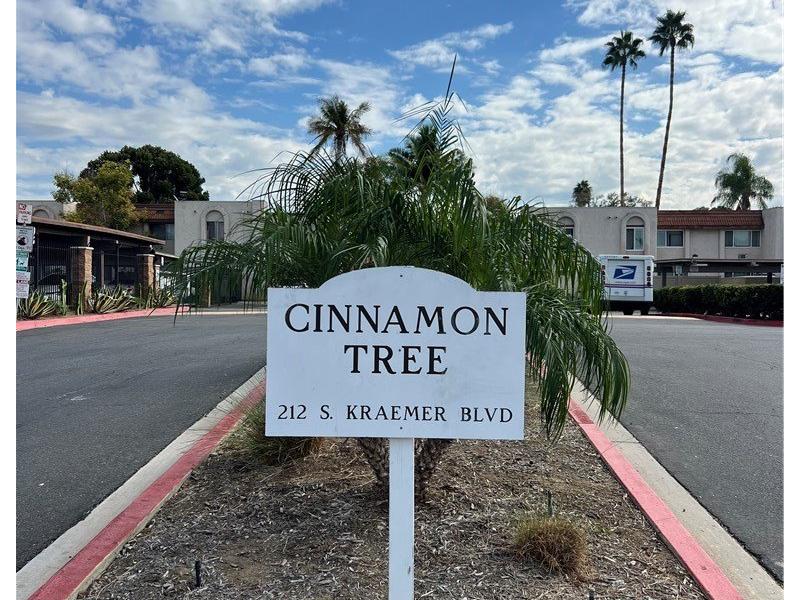 CINNAMON
TREE
212 S. KRAEMER BLVD